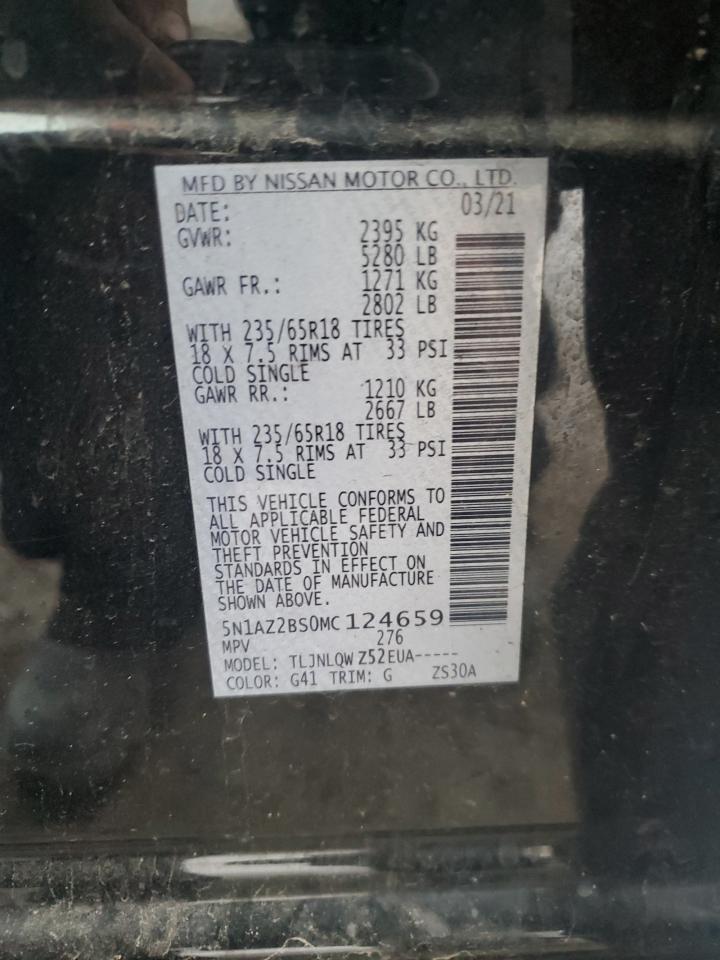 MFD BY NISSAN MOTOR CO., LTD.
DATE: 03/21
GVWR: 2395 KG
5280 LB
GAWR FR.: 1271 KG
2802 LB
WITH 235/65R18 TIRES
18 X 7.5 RIMS AT 33 PSI
COLD SINGLE
GAWR RR.: 1210 KG
2667 LB
WITH 235/65R18 TIRES
18 X 7.5 RIMS AT 33 PSI
COLD SINGLE
THIS VEHICLE CONFORMS TO
ALL APPLICABLE FEDERAL
MOTOR VEHICLE SAFETY AND
THEFT PREVENTION
STANDARDS IN EFFECT ON
THE DATE OF MANUFACTURE
SHOWN ABOVE.
5N1AZ2BS0MC124659
MPV 276
MODEL: TLJNLQW Z52EUA-----
COLOR: G41 TRIM: G ZS30A